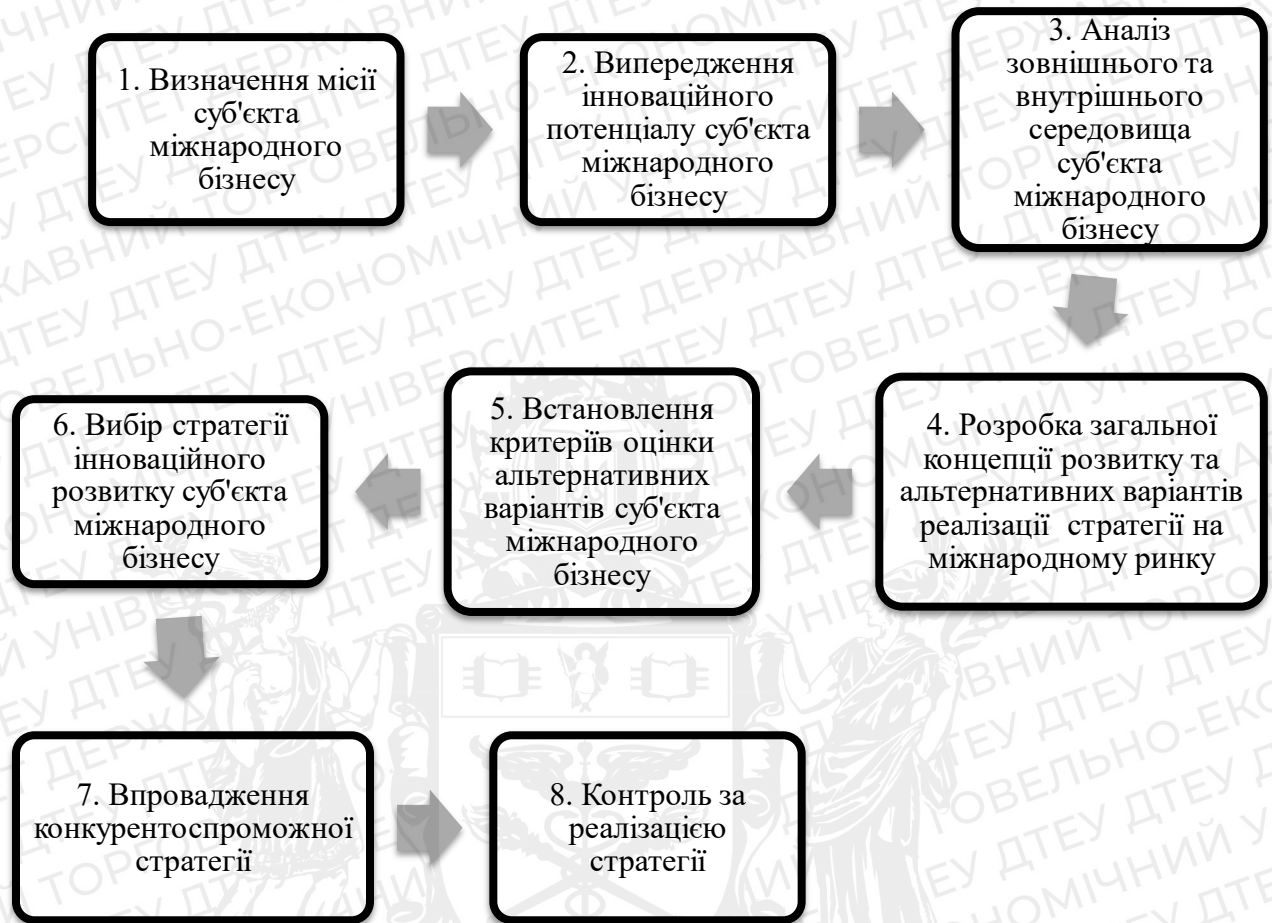 1. Визначення місії
суб'єкта
міжнародного
бізнесу
2. Випередження
інноваційного
потенціалу суб'єкта
міжнародного
бізнесу
3. Аналіз
зовнішнього та
внутрішнього
середовища
суб'єкта
міжнародного
бізнесу
4. Розробка загальної
концепції розвитку та
альтернативних варіантів
реалізації стратегії на
міжнародному ринку
5. Встановлення
критеріїв оцінки
альтернативних
варіантів суб'єкта
міжнародного
бізнесу
6. Вибір стратегії
інноваційного
розвитку суб'єкта
міжнародного
бізнесу
7. Впровадження
конкурентоспроможної
стратегії
8. Контроль за
реалізацією
стратегії